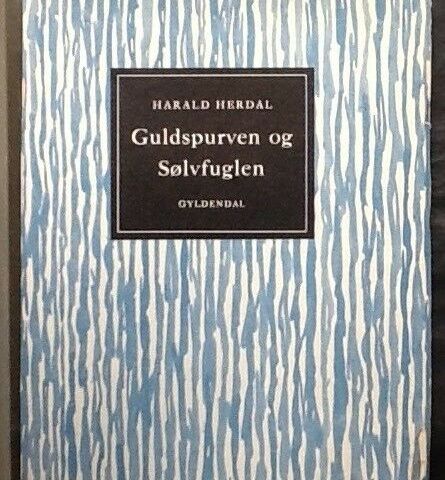 HARALD HERDAL
Guldspurven og
Sølvfuglen
GYLDENDAL